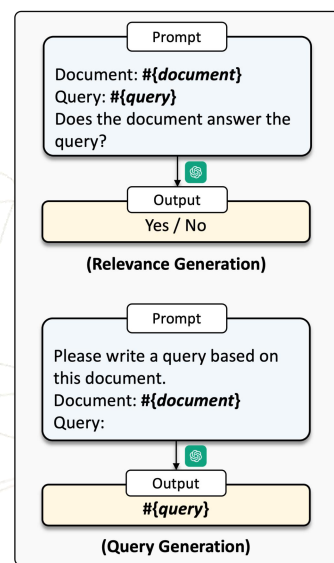 Prompt
Document: #{document}
Query: #{query}
Does the document answer the
query?
Output
Yes / No
(Relevance Generation)
Prompt
Please write a query based on
this document.
Document: #{document}
Query:
Output
#{query}
(Query Generation)